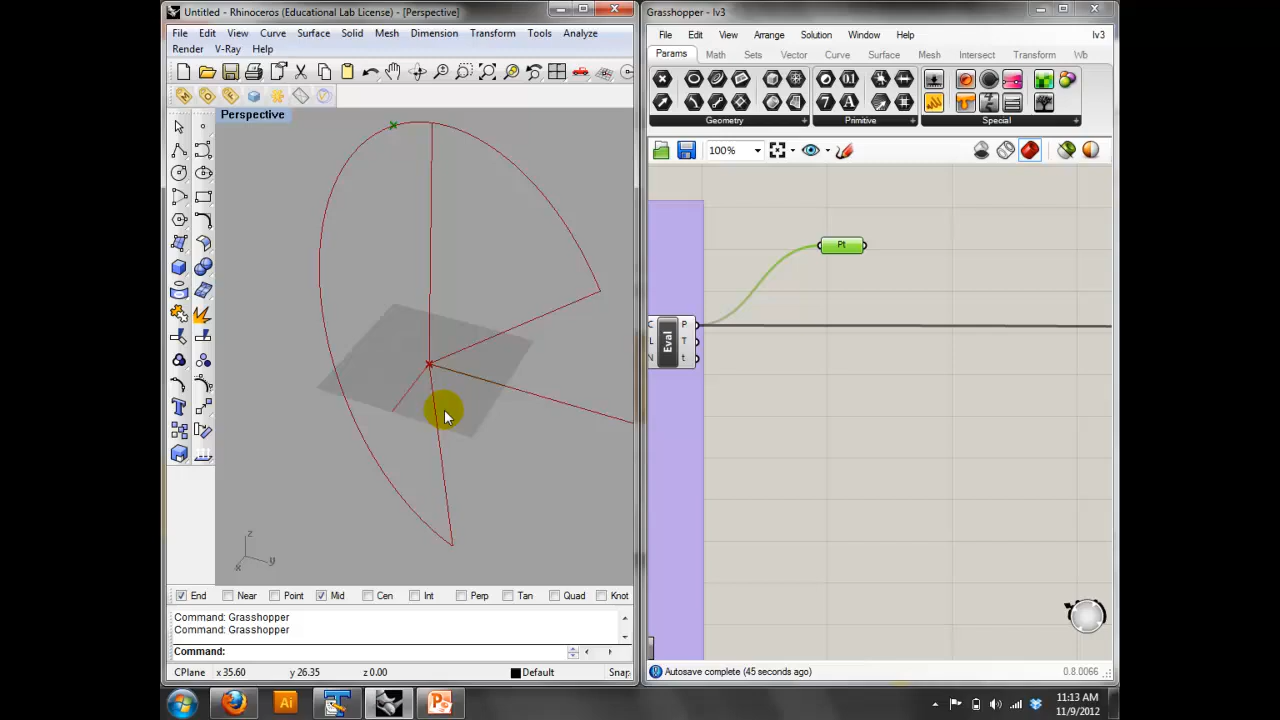 Untitled - Rhinoceros (Educational Lab License) - [Perspective]
File Edit View Curve Surface Solid Mesh Dimension Transform Tools Analyze
Render V-Ray Help
Perspective
z
y
x
End Near Point Mid Cen Int Perp Tan Quad Knot
Command: Grasshopper
Command: Grasshopper
Command:
CPlane x 35.60 y 26.35 z 0.00 Default Snap
Grasshopper - lv3
File Edit View Arrange Solution Window Help lv3
Params Math Sets Vector Curve Surface Mesh Intersect Transform Wb
Geometry Primitive Special
100%
Pt
C P
L Eval T
N t
Autosave complete (45 seconds ago) 0.8.0066
Ai
11:13 AM
11/9/2012